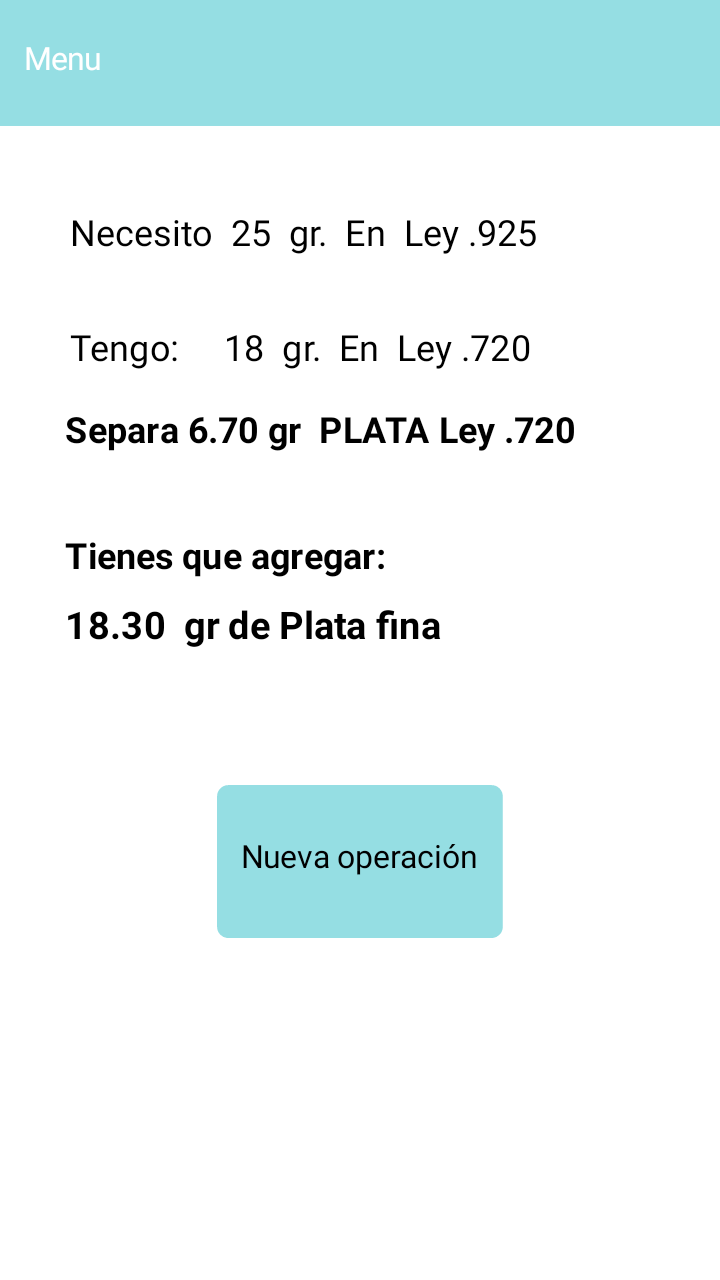 Menu
Necesito 25 gr. En Ley .925
Tengo: 18 gr. En Ley .720
Separa 6.70 gr PLATA Ley .720
Tienes que agregar:
18.30 gr de Plata fina
Nueva operación